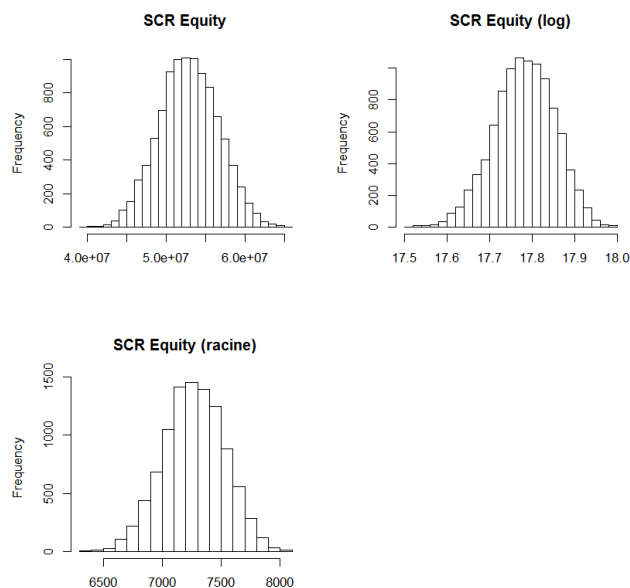 SCR Equity
Frequency
0 200 400 600 800
4.0e+07 5.0e+07 6.0e+07
SCR Equity (log)
Frequency
0 200 400 600 800
17.5 17.6 17.7 17.8 17.9 18.0
SCR Equity (racine)
Frequency
0 500 1000 1500
6500 7000 7500 8000